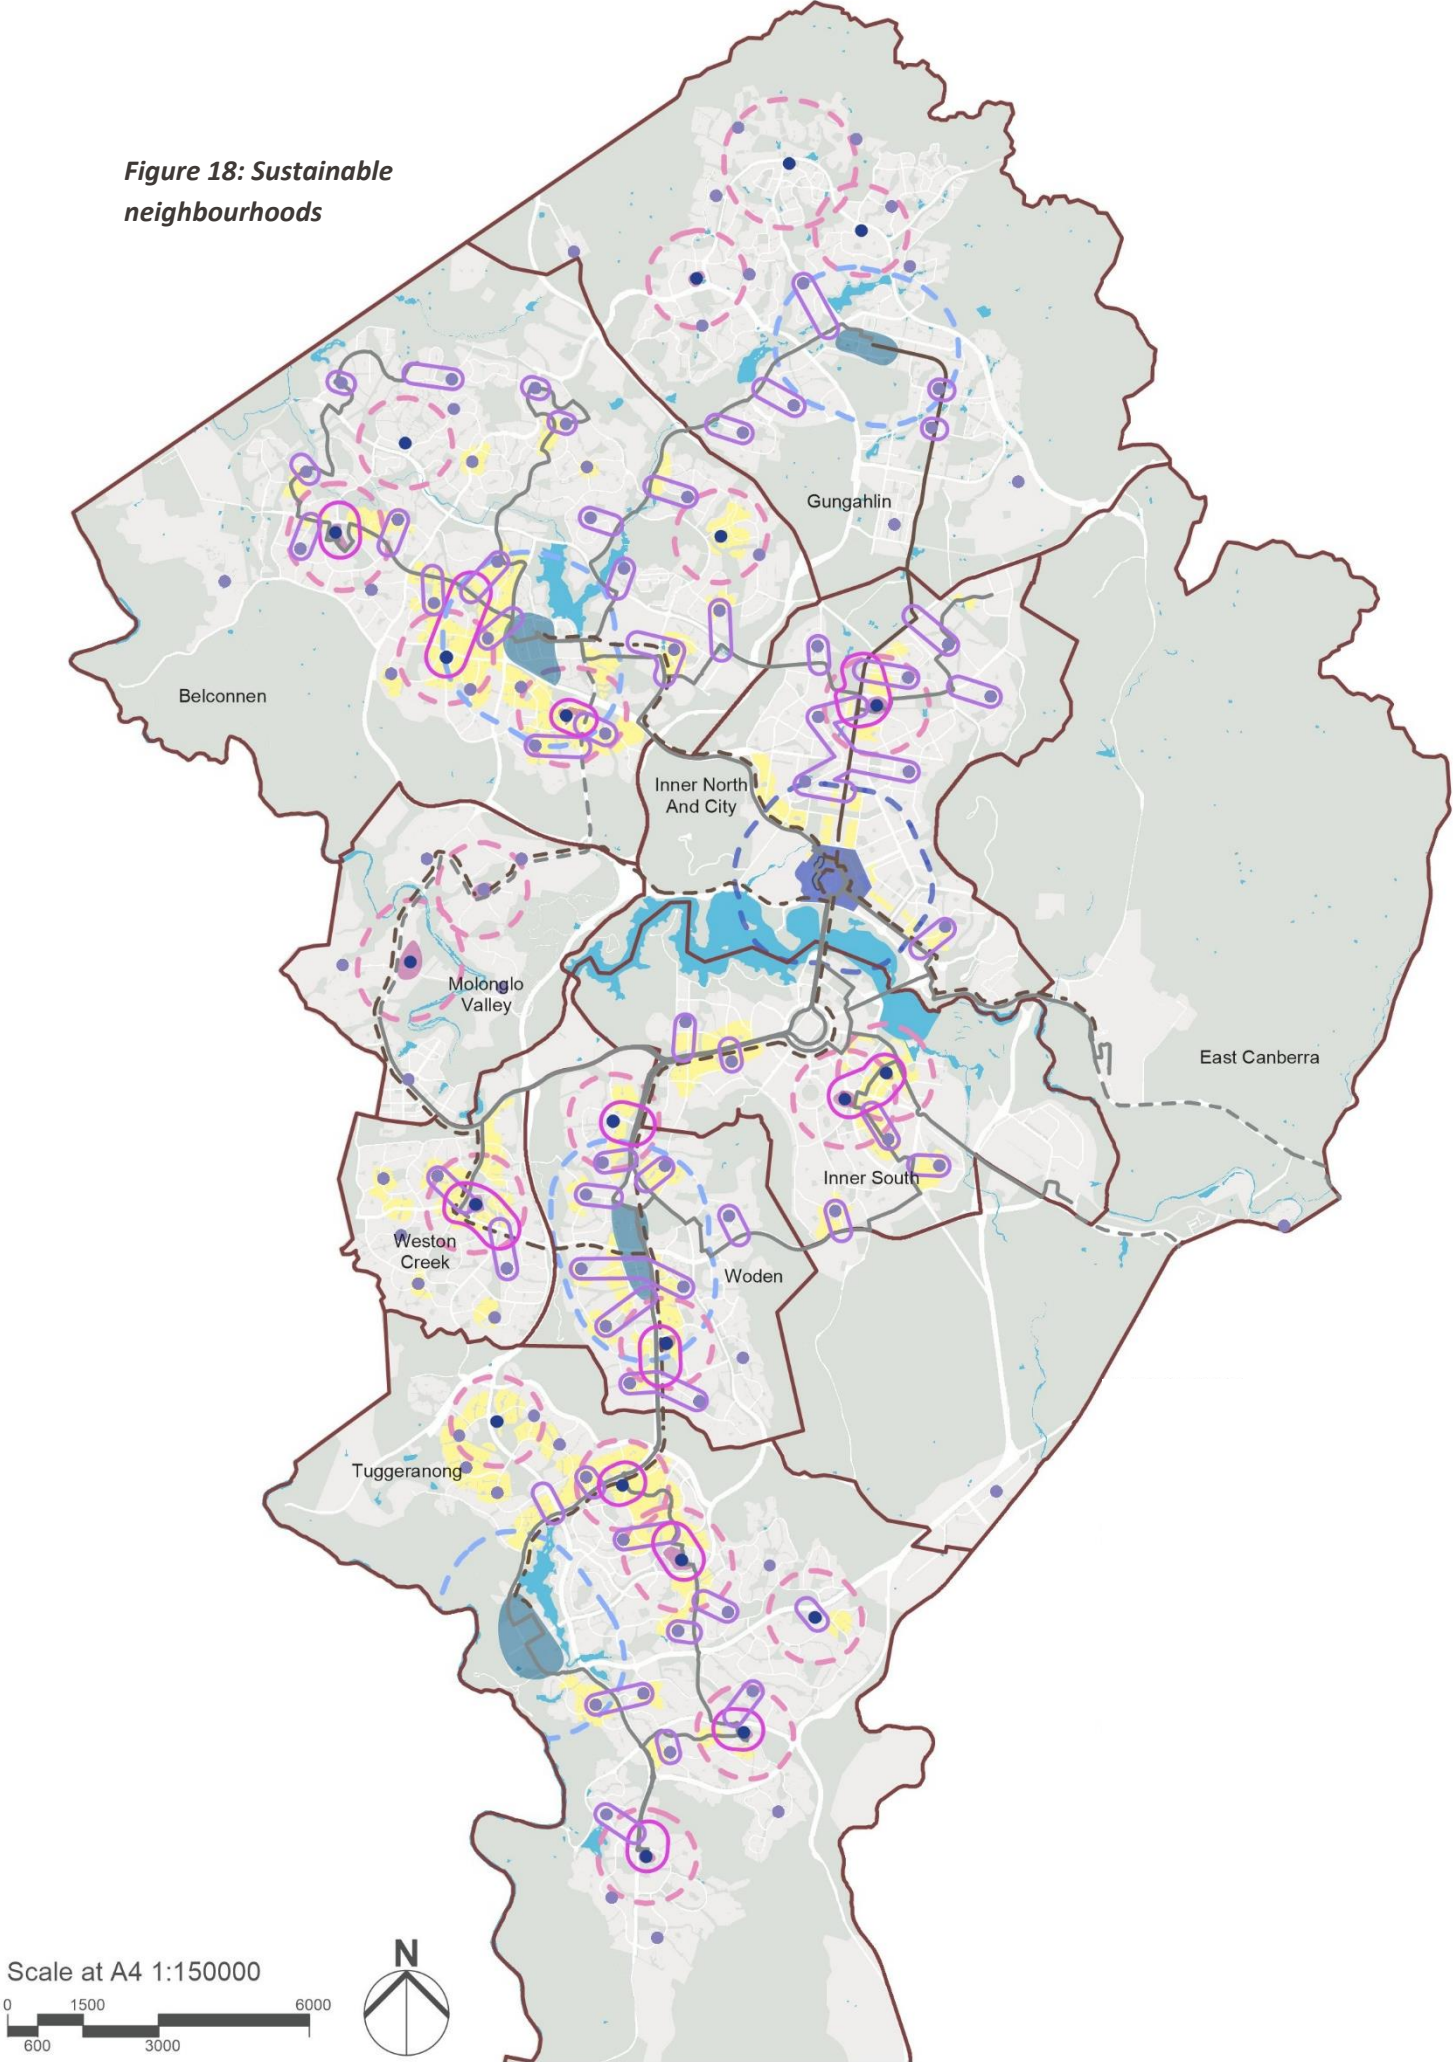 Figure 18: Sustainable
neighbourhoods
Gungahlin
Belconnen
Inner North
And City
Molonglo
Valley
East Canberra
Inner South
Weston
Creek
Woden
Tuggeranong
N
Scale at A4 1:150000
0 1500 6000
600 3000